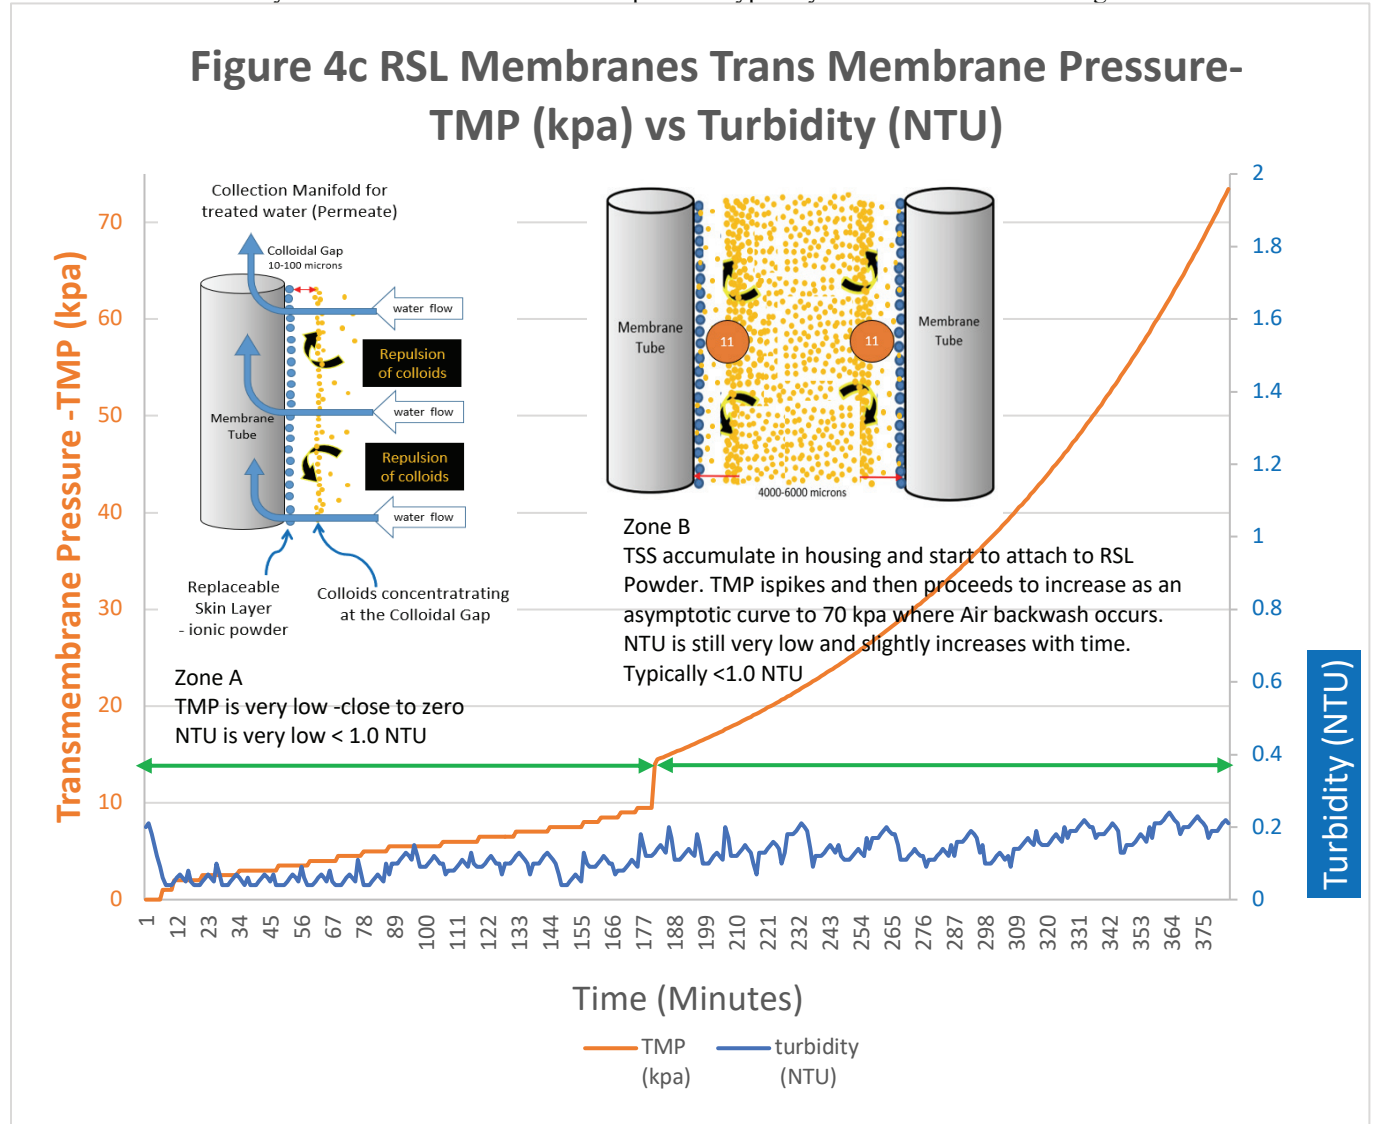 Figure 4c RSL Membranes Trans Membrane Pressure-
TMP (kpa) vs Turbidity (NTU)
Transmembrane Pressure -TMP (kpa)
70
60
50
40
30
20
10
0
Collection Manifold for
treated water (Permeate)
Colloidal Gap
10-100 microns
water flow
Repulsion
of colloids
water flow
Membrane
Tube
Repulsion
of colloids
water flow
Replaceable
Skin Layer
- ionic powder
Colloids concentratrating
at the Colloidal Gap
Zone A
TMP is very low -close to zero
NTU is very low < 1.0 NTU
Membrane
Tube
11
11
Membrane
Tube
4000-6000 microns
Zone B
TSS accumulate in housing and start to attach to RSL
Powder. TMP ispikes and then proceeds to increase as an
asymptotic curve to 70 kpa where Air backwash occurs.
NTU is still very low and slightly increases with time.
Typically <1.0 NTU
2
1.8
1.6
1.4
1.2
1
0.8
0.6
0.4
0.2
0
Turbidity (NTU)
1 12 23 34 45 56 67 78 89 100 111 122 133 144 155 166 177 188 199 210 221 232 243 254 265 276 287 298 309 320 331 342 353 364 375
Time (Minutes)
TMP
(kpa)
turbidity
(NTU)